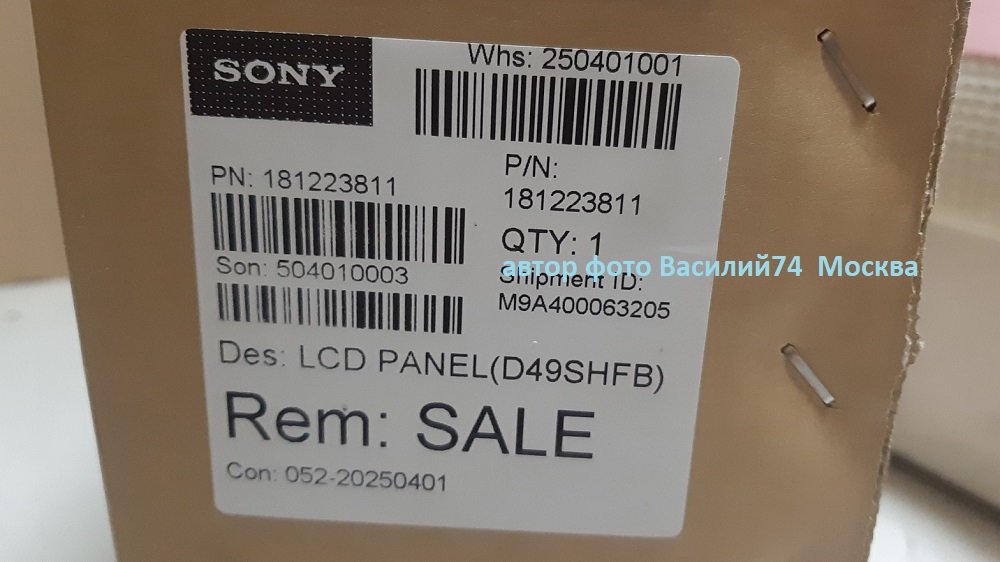 SONY
Whs: 250401001
PN: 181223811
P/N:
181223811
QTY: 1
автор фото Василий74 Москва
Son: 504010003
Shipment ID:
M9A400063205
Des: LCD PANEL(D49SHFB)
Rem: SALE
Con: 052-20250401